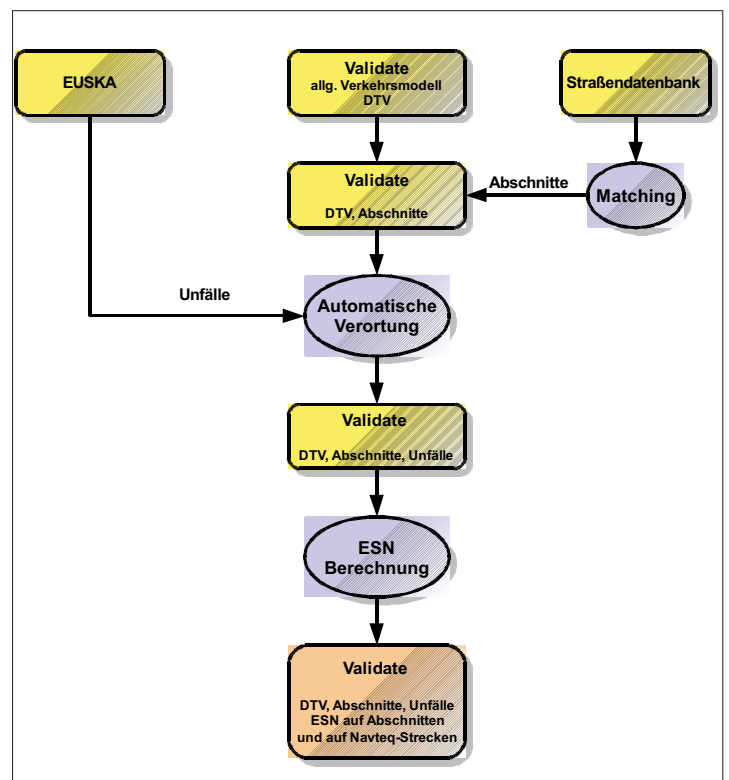 EUSKA
Validate
allg. Verkehrsmodell
DTV
Straßendatenbank
Validate
DTV, Abschnitte
Abschnitte
Matching
Unfälle
Automatische
Verortung
Validate
DTV, Abschnitte, Unfälle
ESN
Berechnung
Validate
DTV, Abschnitte, Unfälle
ESN auf Abschnitten
und auf Navteq-Strecken